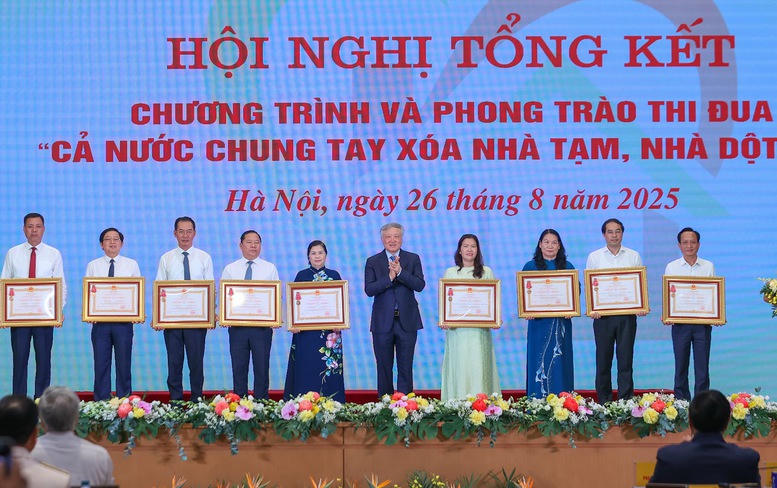 HỘI NGHỊ TỔNG KẾT
CHƯƠNG TRÌNH VÀ PHONG TRÀO THI ĐUA
“CẢ NƯỚC CHUNG TAY XÓA NHÀ TẠM, NHÀ DỘT
Hà Nội, ngày 26 tháng 8 năm 2025